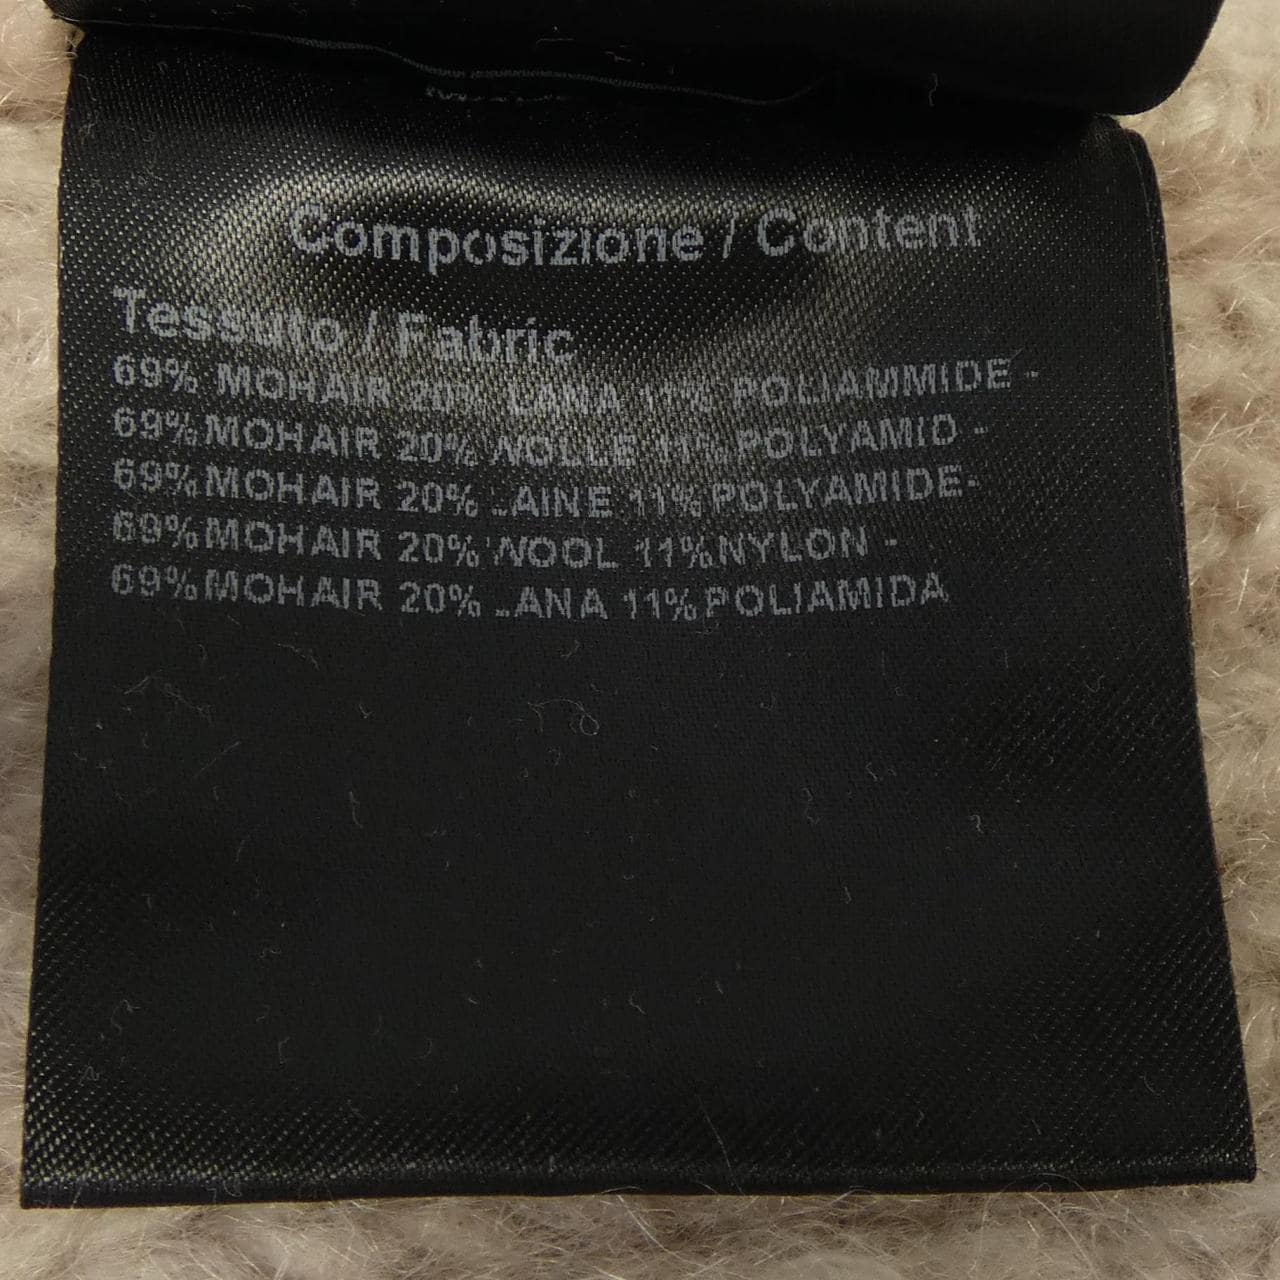 Composizione / Content
Tessuto / Fabric
69% MOHAIR 20% LANA 11% POLIAMMIDE -
69% MOHAIR 20% WOLLE 11% POLYAMID -
69% MOHAIR 20% LAINE 11% POLYAMIDE-
69% MOHAIR 20% WOOL 11% NYLON -
69% MOHAIR 20% LANA 11% POLIAMIDA